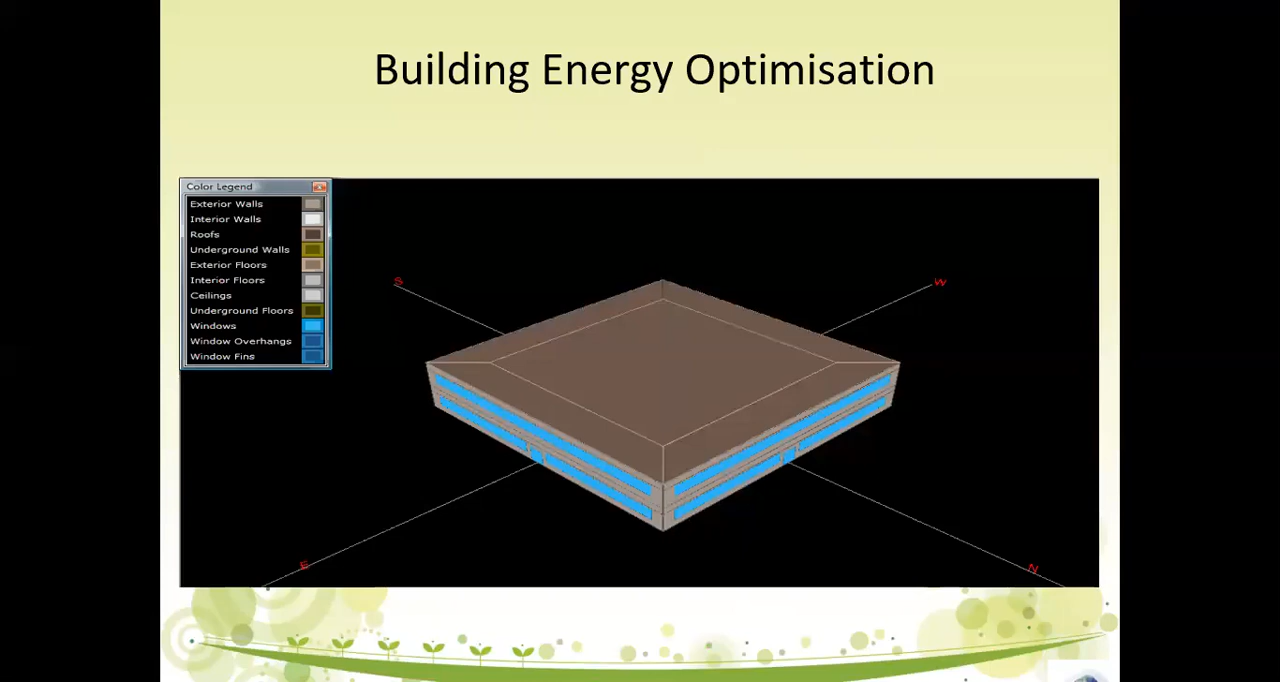 Building Energy Optimisation
Color Legend
Exterior Walls
Interior Walls
Roofs
Underground Walls
Exterior Floors
Interior Floors
Ceilings
Underground Floors
Windows
Window Overhangs
Window Fins
S
W
E
N